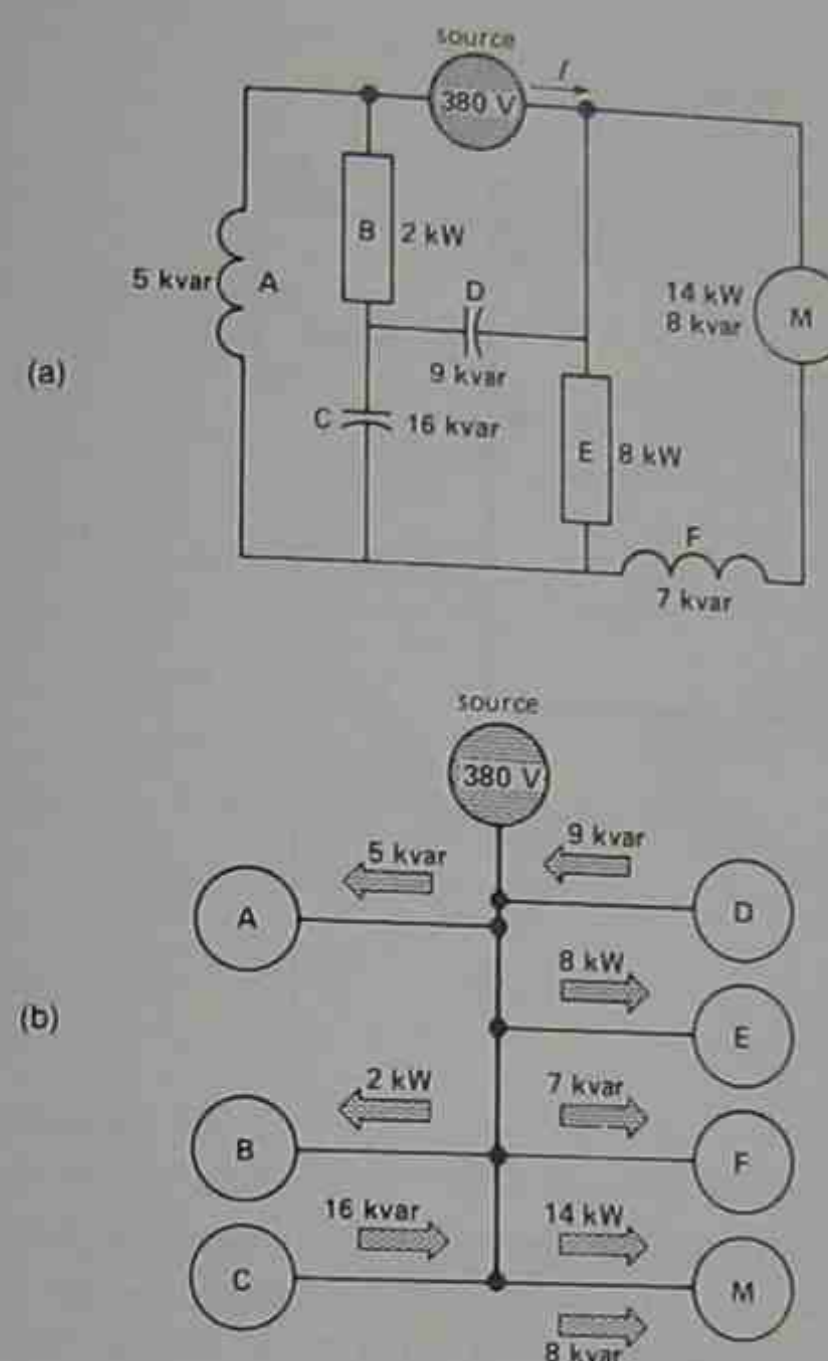 source
I
380 V
B
2 kW
5 kvar
A
D
14 kW
8 kvar
M
(a)
9 kvar
C
16 kvar
E
8 kW
F
7 kvar
source
380 V
5 kvar
9 kvar
A
D
8 kW
(b)
E
2 kW
7 kvar
B
F
16 kvar
14 kW
C
M
8 kvar